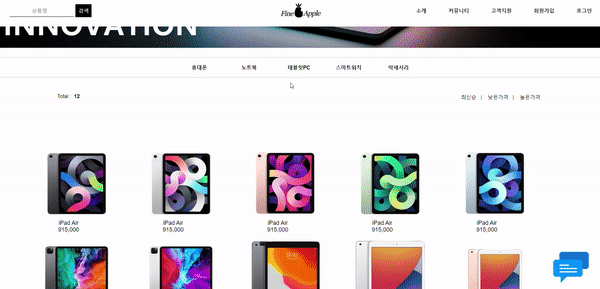 상품명 검색 Fine Apple 소개 커뮤니티 고객지원 회원가입 로그인
INNOVATION
휴대폰 노트북 태블릿PC 스마트워치 악세서리
Total : 12 최신순 | 낮은가격 | 높은가격
iPad Air iPad Air iPad Air iPad Air iPad Air
915,000 915,000 915,000 915,000 915,000